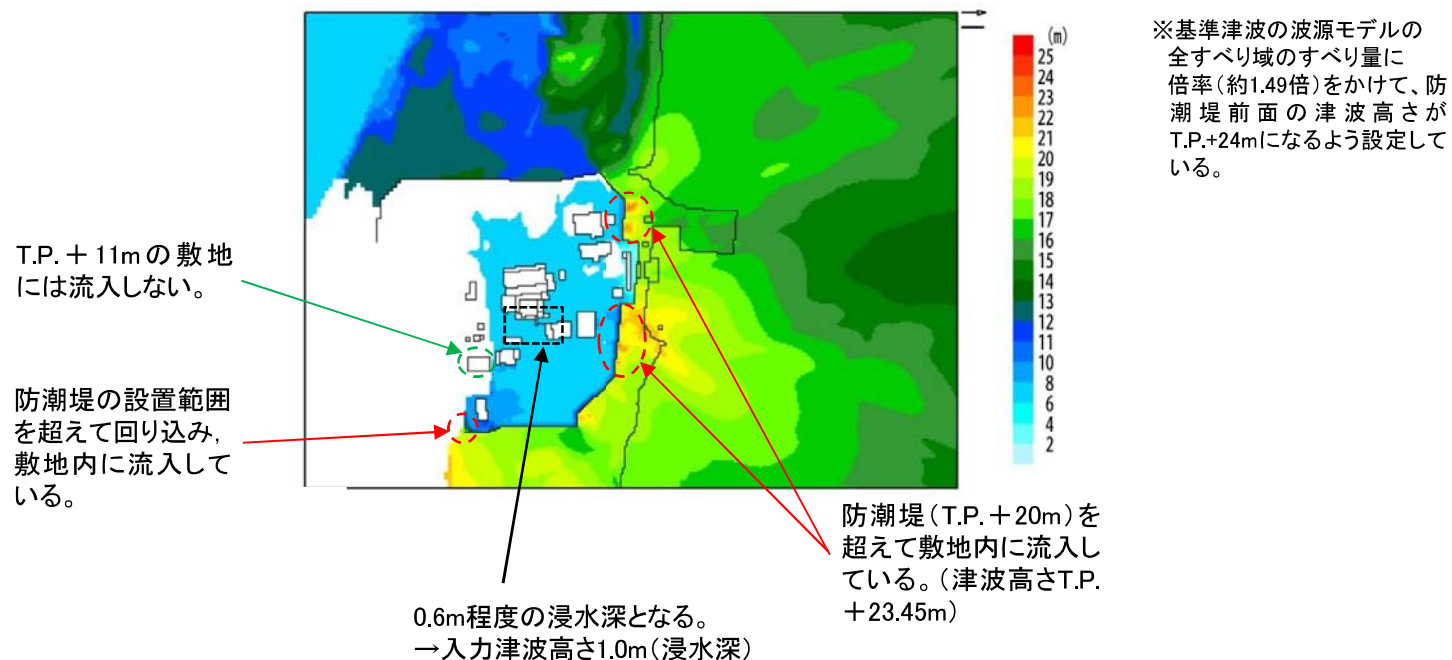 (m)
25
24
23
22
21
20
19
18
17
16
15
14
13
12
11
10
8
6
4
2
※基準津波の波源モデルの
全すべり域のすべり量に
倍率(約1.49倍)をかけて、防
潮堤前面の津波高さが
T.P.+24mになるよう設定して
いる。
T.P.+11mの敷地
には流入しない。
防潮堤の設置範囲
を超えて回り込み,
敷地内に流入して
いる。
0.6m程度の浸水深となる。
→入力津波高さ1.0m(浸水深)
防潮堤(T.P.+20m)を
超えて敷地内に流入し
ている。(津波高さT.P.
+23.45m)